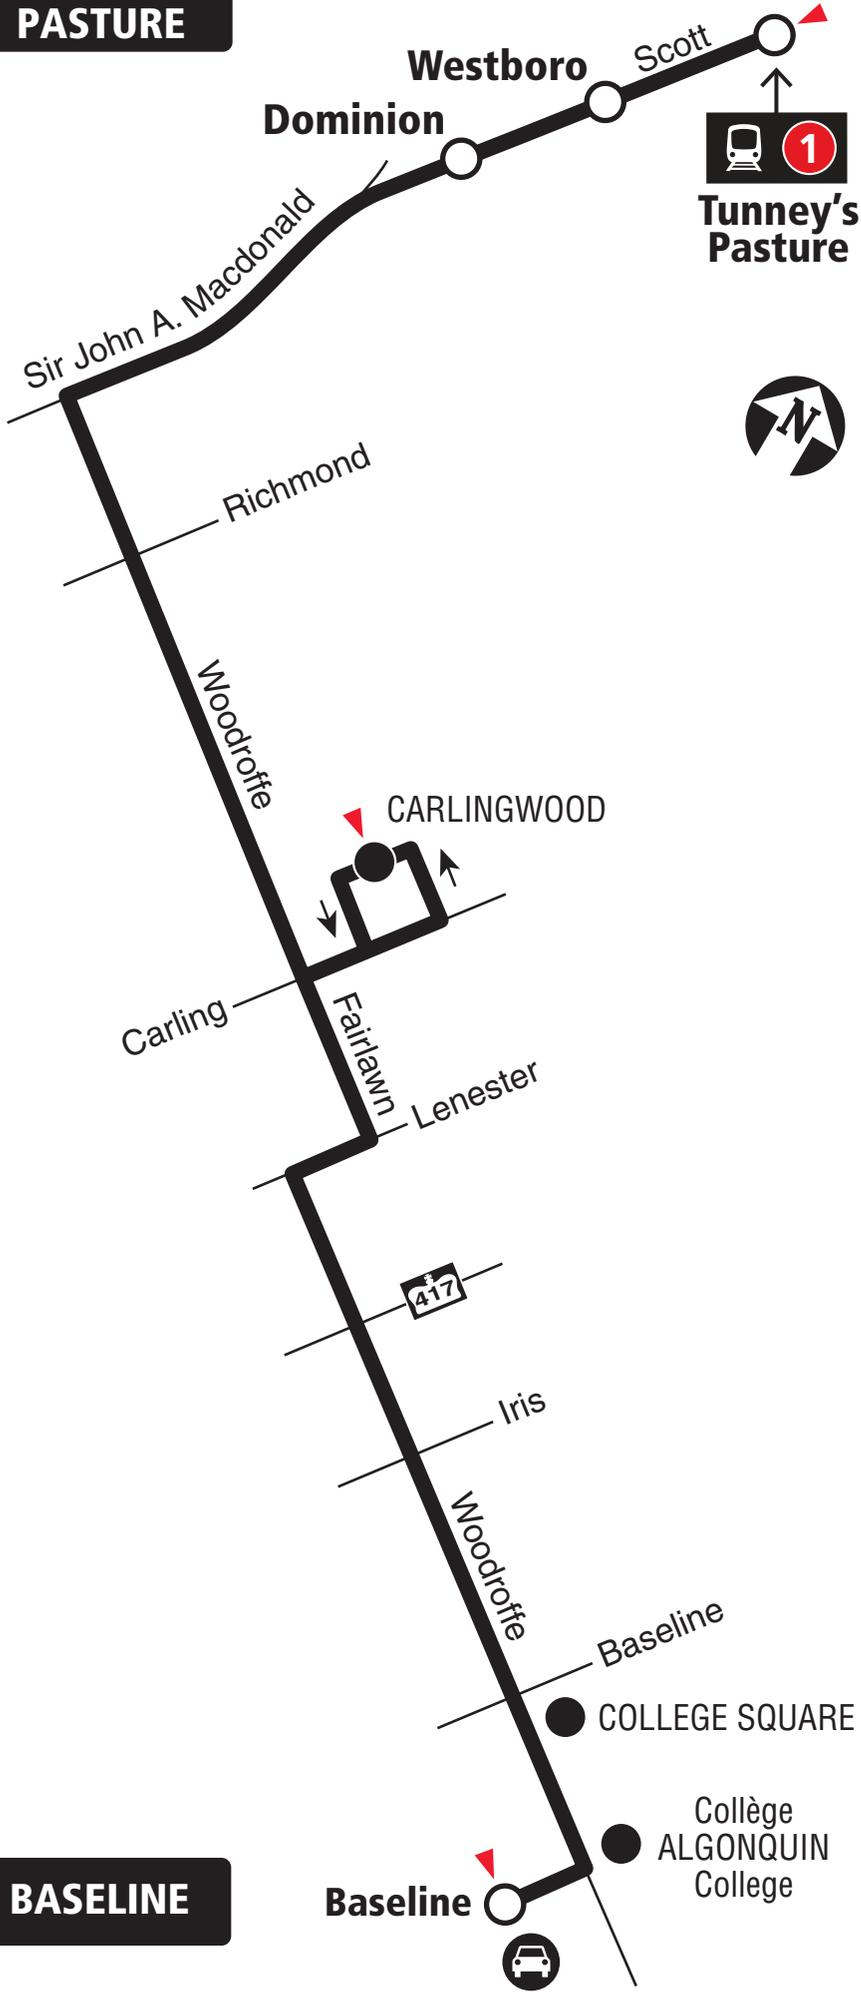 PASTURE
Scott
Westboro
Dominion
1
Tunney's
Pasture
Sir John A. Macdonald
N
Richmond
Woodroffe
CARLINGWOOD
Carling
Fairlawn
Lenester
417
Iris
Woodroffe
Baseline
COLLEGE SQUARE
Collège
ALGONQUIN
College
BASELINE
Baseline